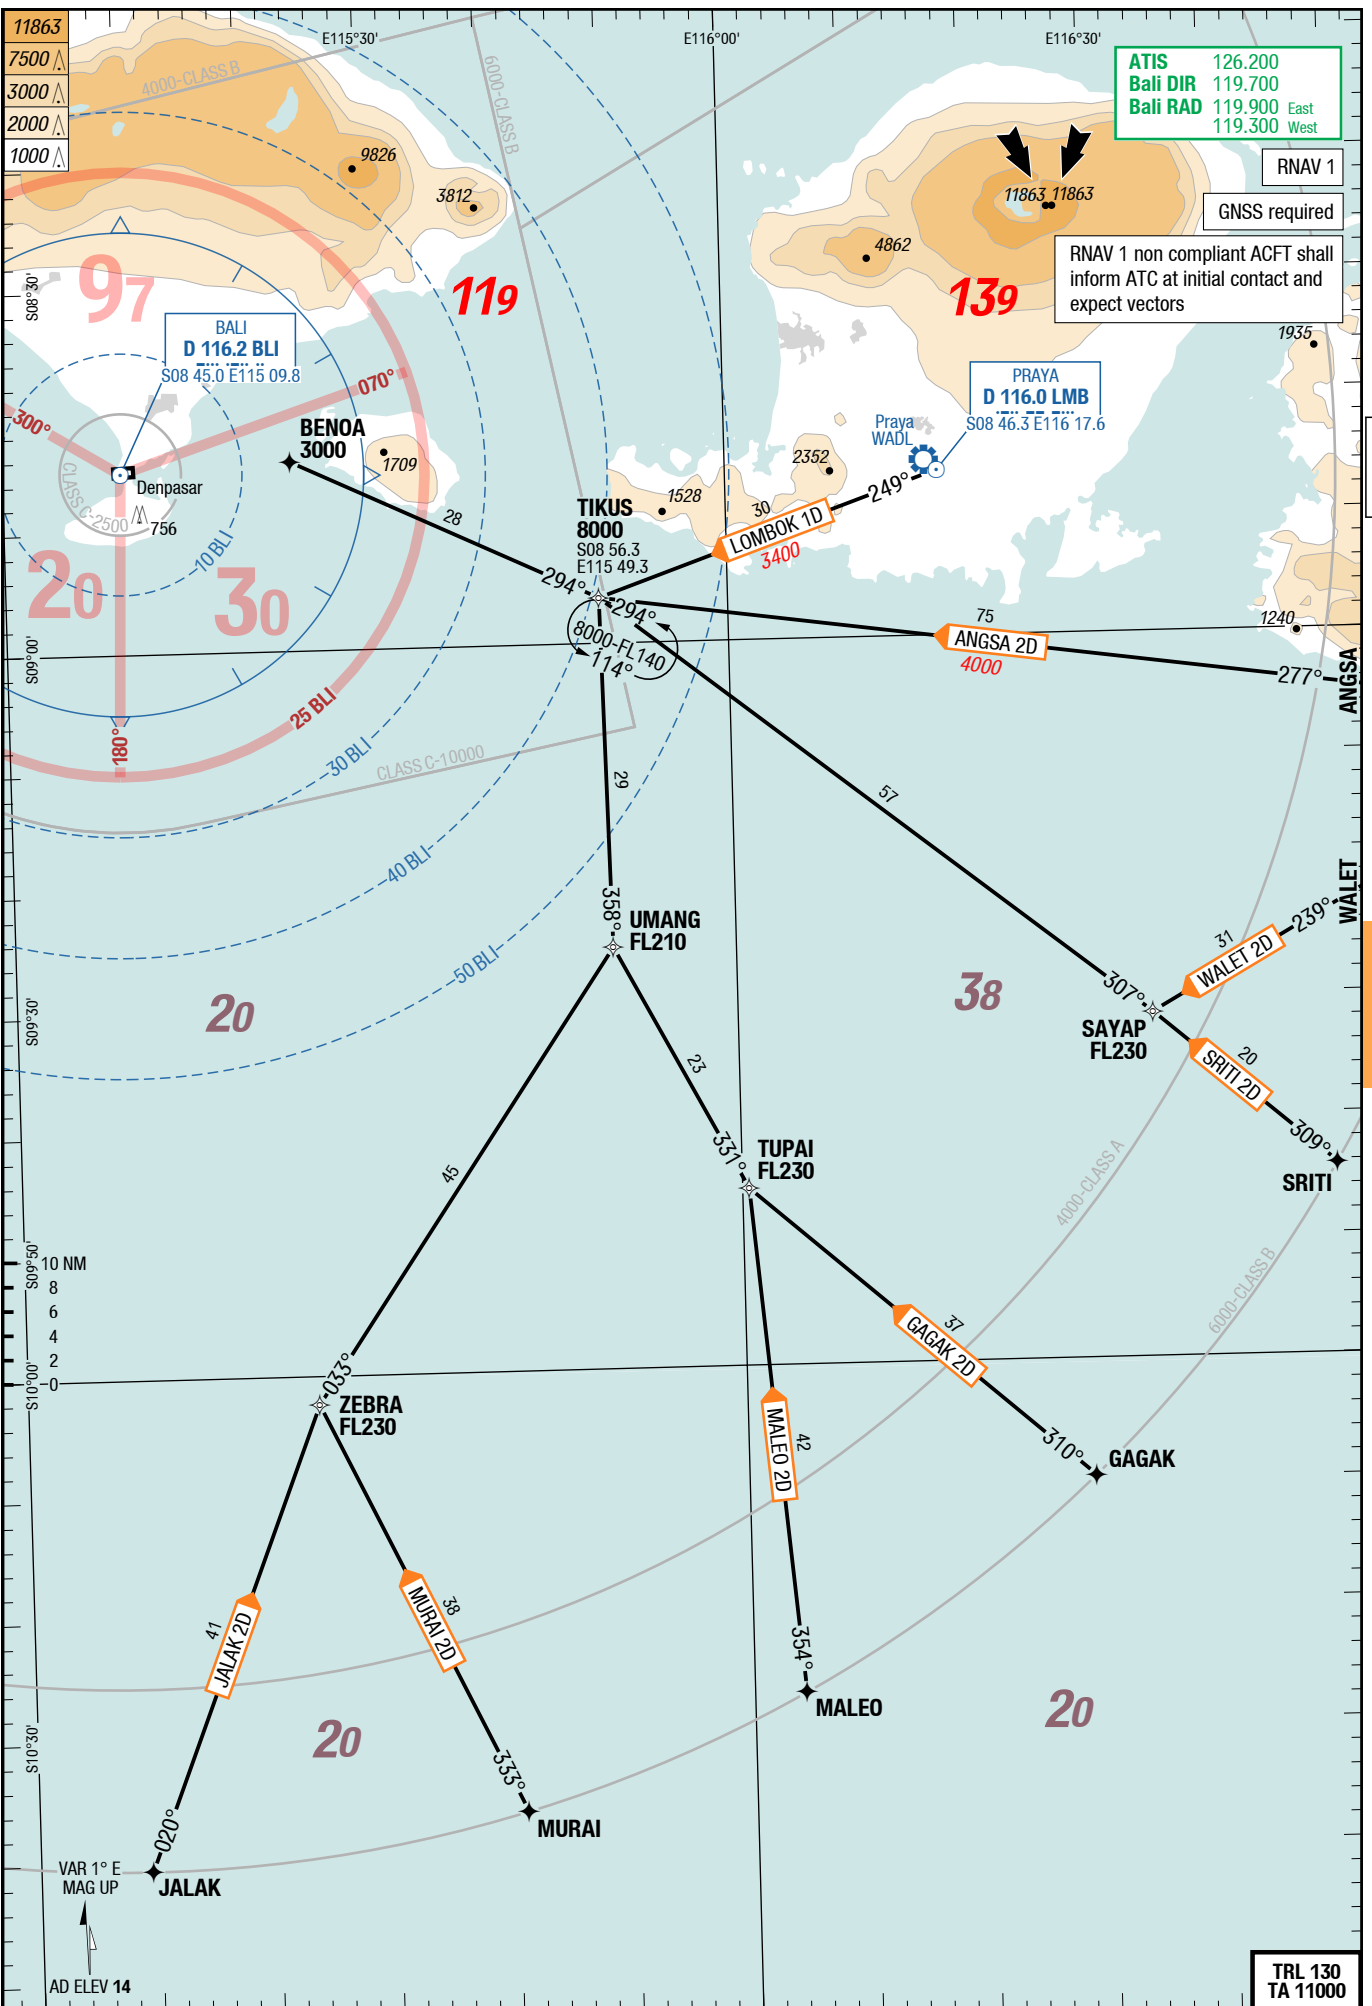 11863
7500
3000
2000
1000
E115°30'
E116°00'
E116°30'
4000-CLASS B
6000-CLASS B
ATIS 126.200
Bali DIR 119.700
Bali RAD 119.900 East
119.300 West
RNAV 1
GNSS required
RNAV 1 non compliant ACFT shall
inform ATC at initial contact and
expect vectors
9826
3812
11863 11863
4862
1935
S08°30'
97
119
139
BALI
D 116.2 BLI
S08 45.0 E115 09.8
PRAYA
D 116.0 LMB
S08 46.3 E116 17.6
Praya
WADL
300°
070°
BENOA
3000
1709
2352
1528
249°
30
LOMBOK 1D
3400
Denpasar
756
CLASS C-2500
10 BLI
28
TIKUS
8000
S08 56.3
E115 49.3
294°
294°
8000-FL140
114°
20
30
75
ANGSA 2D
4000
1240
277°
ANGSA
S09°00'
180°
25 BLI
30 BLI
CLASS C-10000
29
57
40 BLI
50 BLI
358°
UMANG
FL210
WALET
239°
31
WALET 2D
307°
SAYAP
FL230
20
38
S09°30'
20
SRITI 2D
309°
SRITI
23
331°
TUPAI
FL230
45
4000-CLASS A
6000-CLASS B
S09°50'
10 NM
8
6
4
2
0
S10°00'
033°
ZEBRA
FL230
37
GAGAK 2D
310°
GAGAK
42
MALEO 2D
354°
MALEO
41
JALAK 2D
38
MURAI 2D
333°
MURAI
20
20
S10°30'
020°
JALAK
VAR 1° E
MAG UP
AD ELEV 14
TRL 130
TA 11000